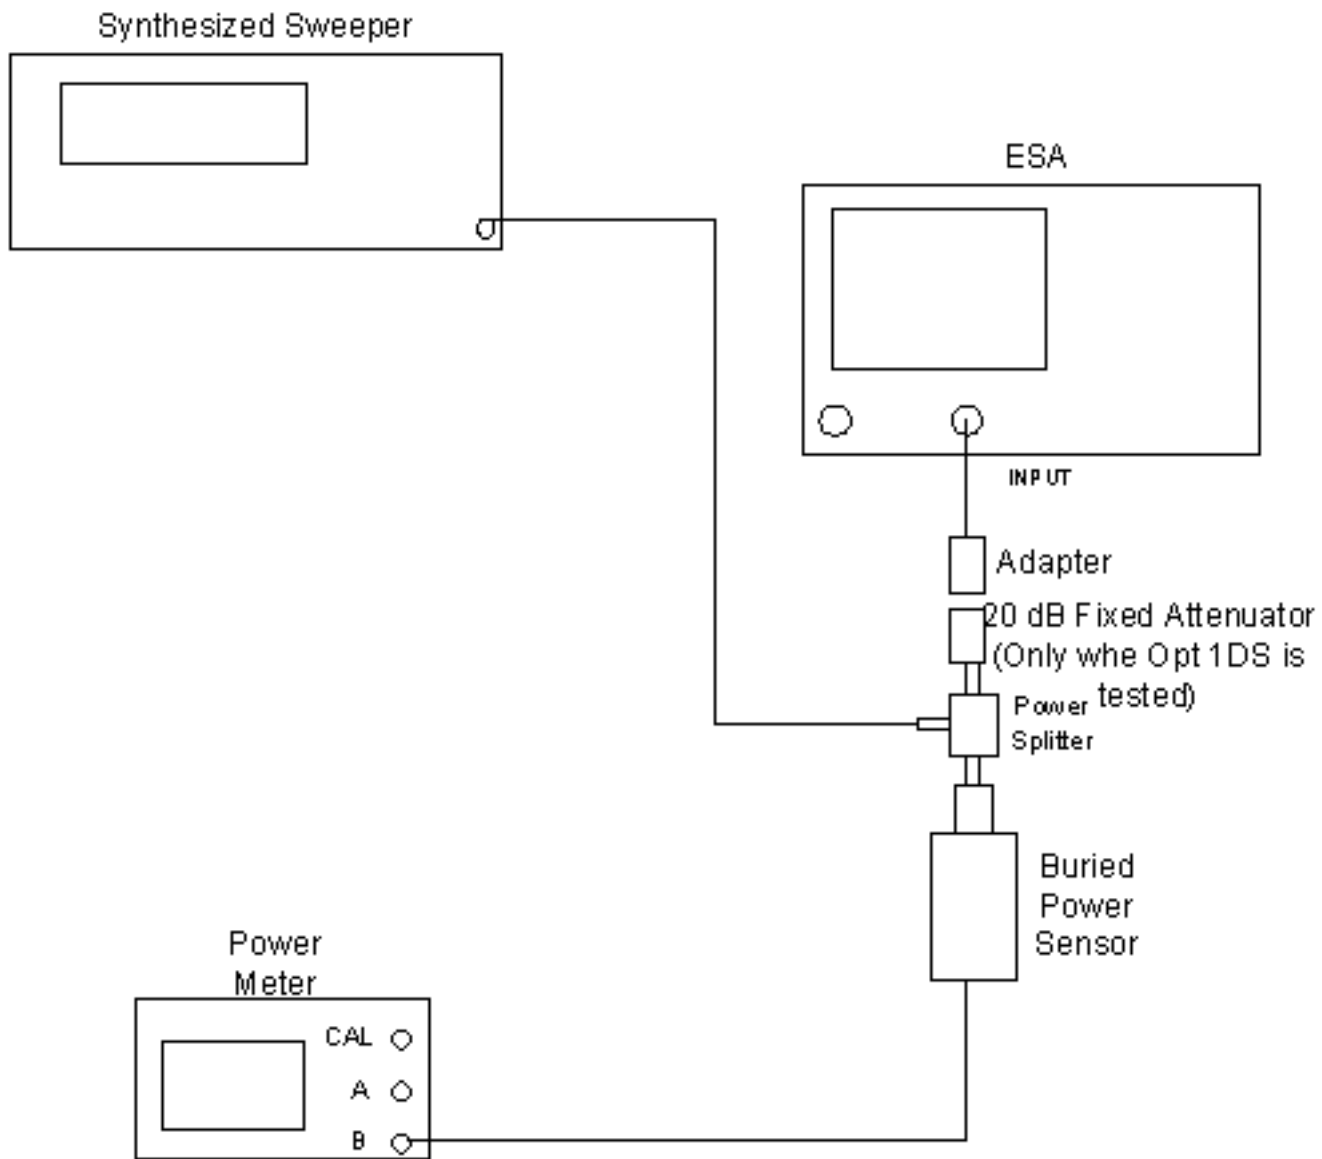 Synthesized Sweeper
ESA
INPUT
Adapter
20 dB Fixed Attenuator
(Only whe Opt 1DS is
tested)
Power
Splitter
Buried
Power
Sensor
Power
Meter
CAL
A
B